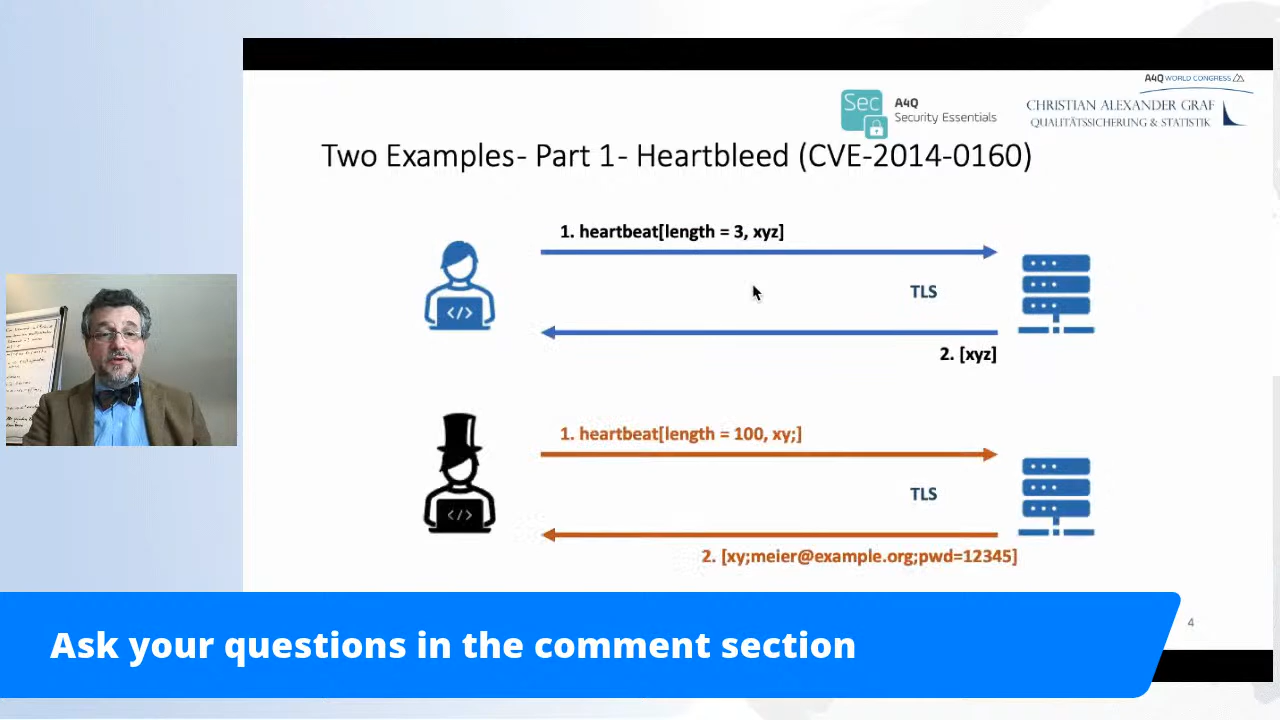 A4Q WORLD CONGRESS
Sec
A4Q
Security Essentials
CHRISTIAN ALEXANDER GRAF
QUALITÄTSSICHERUNG & STATISTIK
Two Examples- Part 1- Heartbleed (CVE-2014-0160)
1. heartbeat[length = 3, xyz]
</>
TLS
2. [xyz]
1. heartbeat[length = 100, xy;]
</>
TLS
2. [xy;meier@example.org;pwd=12345]
4
Ask your questions in the comment section